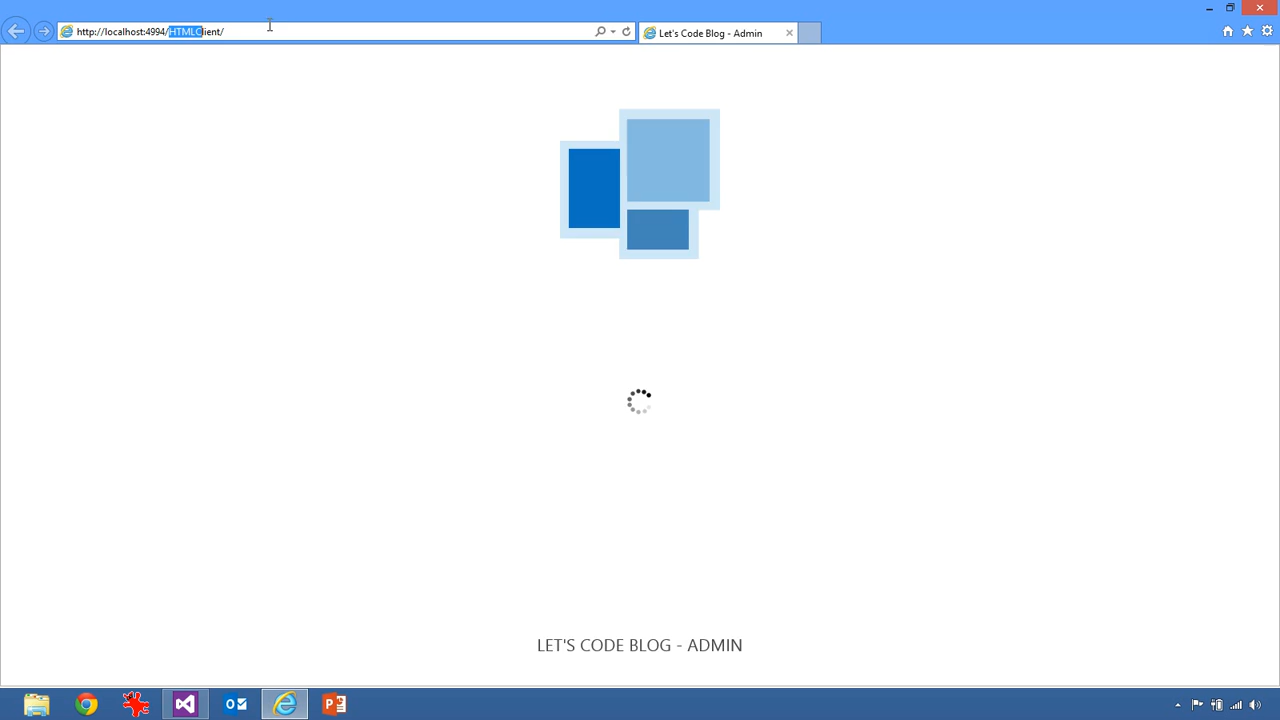 http://localhost:4994/HTMLClient/
Let's Code Blog - Admin
LET'S CODE BLOG - ADMIN